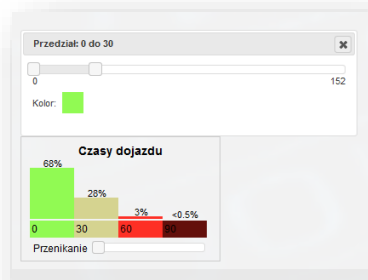 Przedział: 0 do 30
0 152
Kolor:
Czasy dojazdu
68%
28%
3%
<0.5%
0 30 60 90
Przenikanie